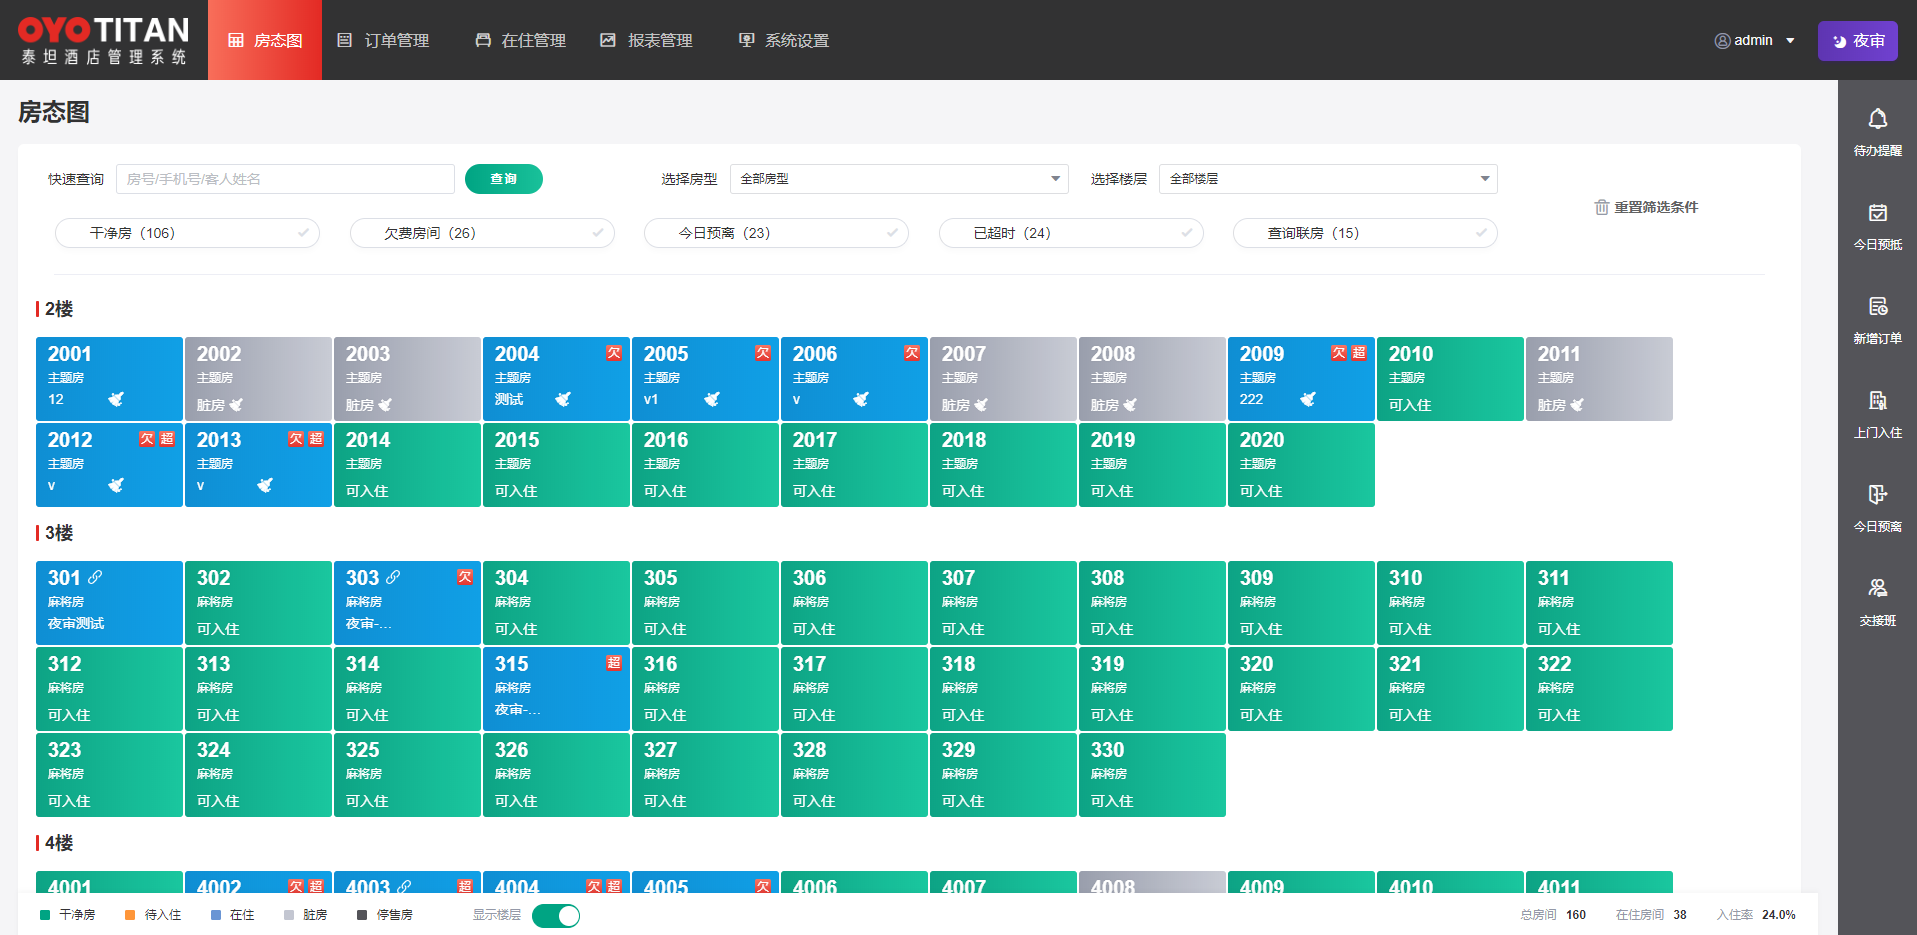 OYO TITAN
泰坦酒店管理系统
房态图 订单管理 在住管理 报表管理 系统设置 admin 夜审
房态图
快速查询 房号/手机号/客人姓名 查询 选择房型 全部房型 选择楼层 全部楼层
重置筛选条件
干净房（106） 欠费房间（26） 今日预离（23） 已超时（24） 查询联房（15）
2楼
2001 2002 2003 2004 欠 2005 欠 2006 欠 2007 2008 2009 欠 超 2010 2011
主题房 主题房 主题房 主题房 主题房 主题房 主题房 主题房 主题房 主题房 主题房
12 脏房 脏房 测试 v1 v 脏房 脏房 222 可入住 脏房
2012 欠 超 2013 欠 超 2014 2015 2016 2017 2018 2019 2020
主题房 主题房 主题房 主题房 主题房 主题房 主题房 主题房 主题房
v v 可入住 可入住 可入住 可入住 可入住 可入住 可入住
3楼
301 302 303 欠 304 305 306 307 308 309 310 311
麻将房 麻将房 麻将房 麻将房 麻将房 麻将房 麻将房 麻将房 麻将房 麻将房 麻将房
夜审测试 可入住 夜审-... 可入住 可入住 可入住 可入住 可入住 可入住 可入住 可入住
312 313 314 315 超 316 317 318 319 320 321 322
麻将房 麻将房 麻将房 麻将房 麻将房 麻将房 麻将房 麻将房 麻将房 麻将房 麻将房
可入住 可入住 可入住 夜审-... 可入住 可入住 可入住 可入住 可入住 可入住 可入住
323 324 325 326 327 328 329 330
麻将房 麻将房 麻将房 麻将房 麻将房 麻将房 麻将房 麻将房
可入住 可入住 可入住 可入住 可入住 可入住 可入住 可入住
4楼
4001 4002 欠 超 4003 超 4004 欠 超 4005 欠 4006 4007 4008 4009 4010 4011
干净房 待入住 在住 脏房 停售房 显示楼层 总房间 160 在住房间 38 入住率 24.0%
待办提醒
今日预抵
新增订单
上门入住
今日预离
交接班